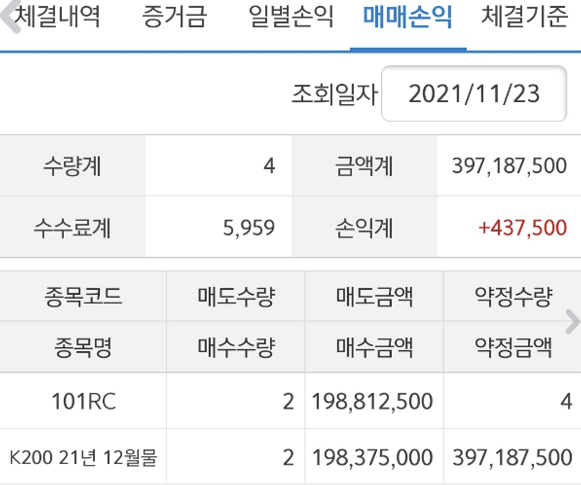 체결내역 증거금 일별손익 매매손익 체결기준
조회일자 2021/11/23
수량계 4 금액계 397,187,500
수수료계 5,959 손익계 +437,500
종목코드 매도수량 매도금액 약정수량
종목명 매수수량 매수금액 약정금액
101RC 2 198,812,500 4
K200 21년 12월물 2 198,375,000 397,187,500